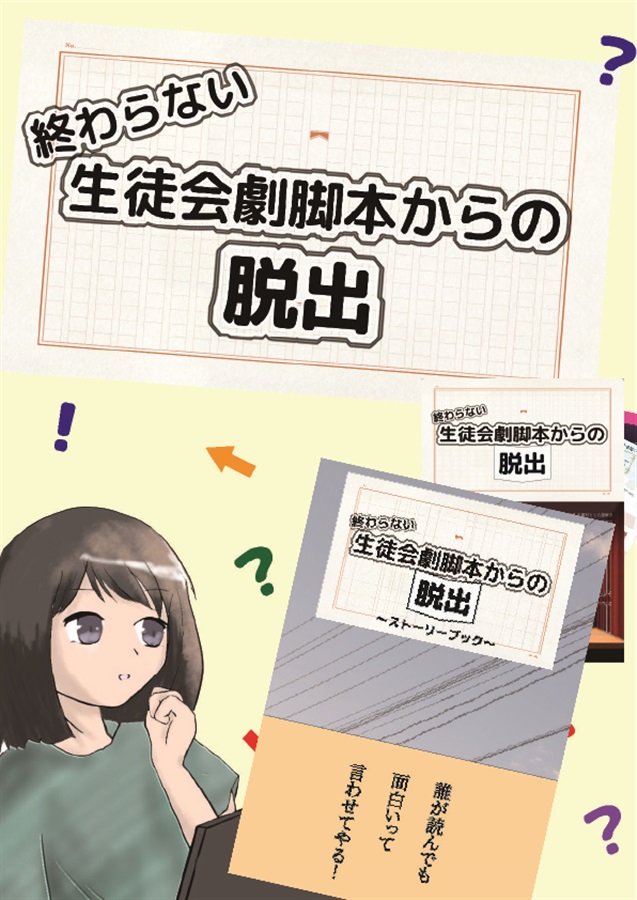 No.
終わらない
生徒会劇脚本からの
脱出
?
!
終わらない
生徒会劇脚本からの
脱出
?
終わらない
生徒会劇脚本からの
脱出
～ストーリーブック～
誰が読んでも
面白いって
言わせてやる！
?